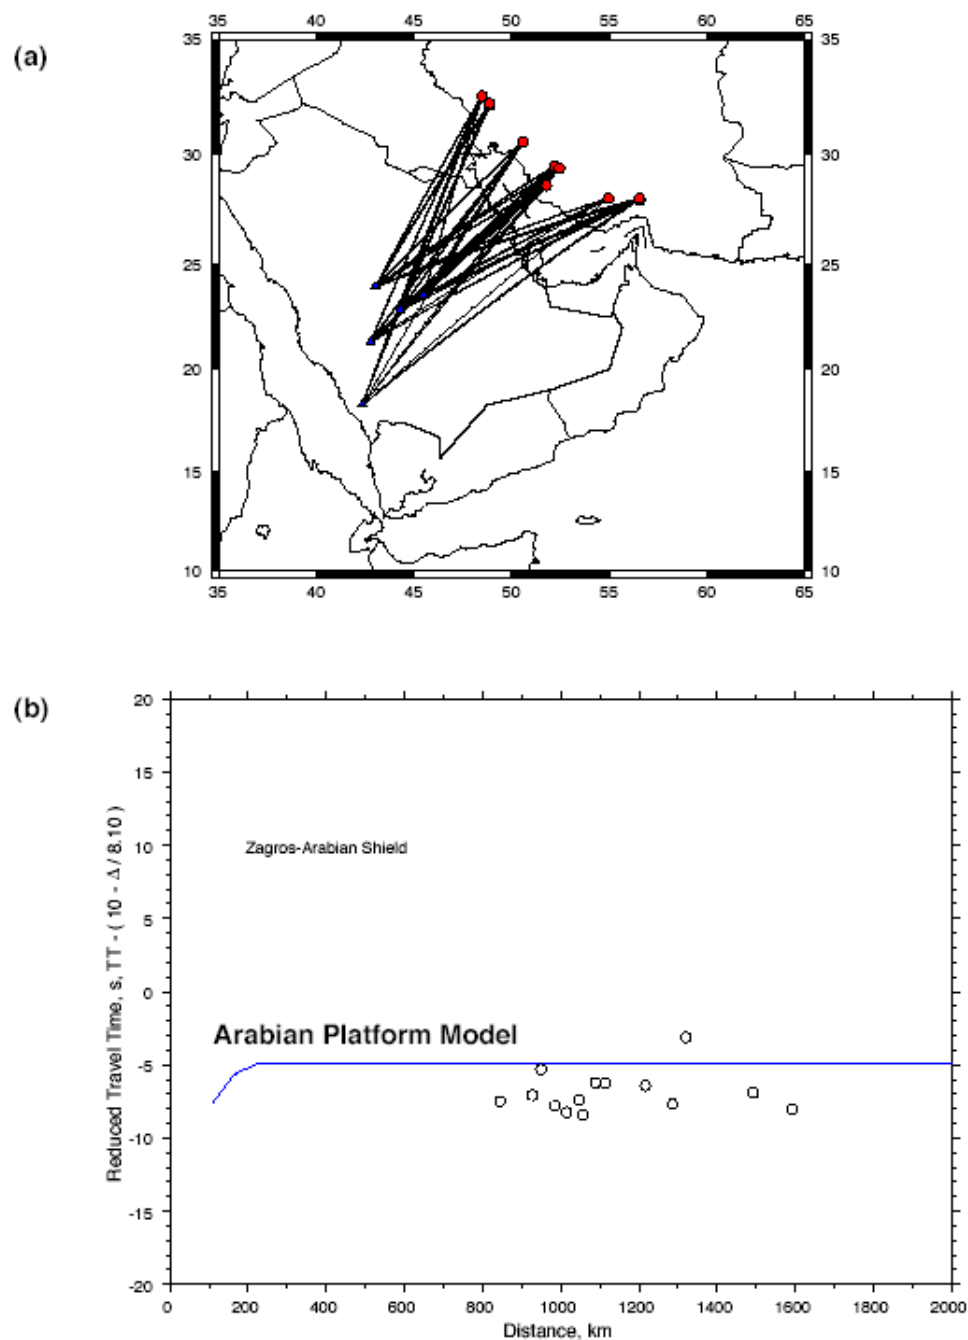 (a)
35 40 45 50 55 60 65
35 35
30 30
25 25
20 20
15 15
10 10
35 40 45 50 55 60 65
(b)
20
15
10
5
0
-5
-10
-15
-20
Reduced Travel Time, s, TT - ( 10 - Δ / 8.10 )
Zagros-Arabian Shield
Arabian Platform Model
0 200 400 600 800 1000 1200 1400 1600 1800 2000
Distance, km